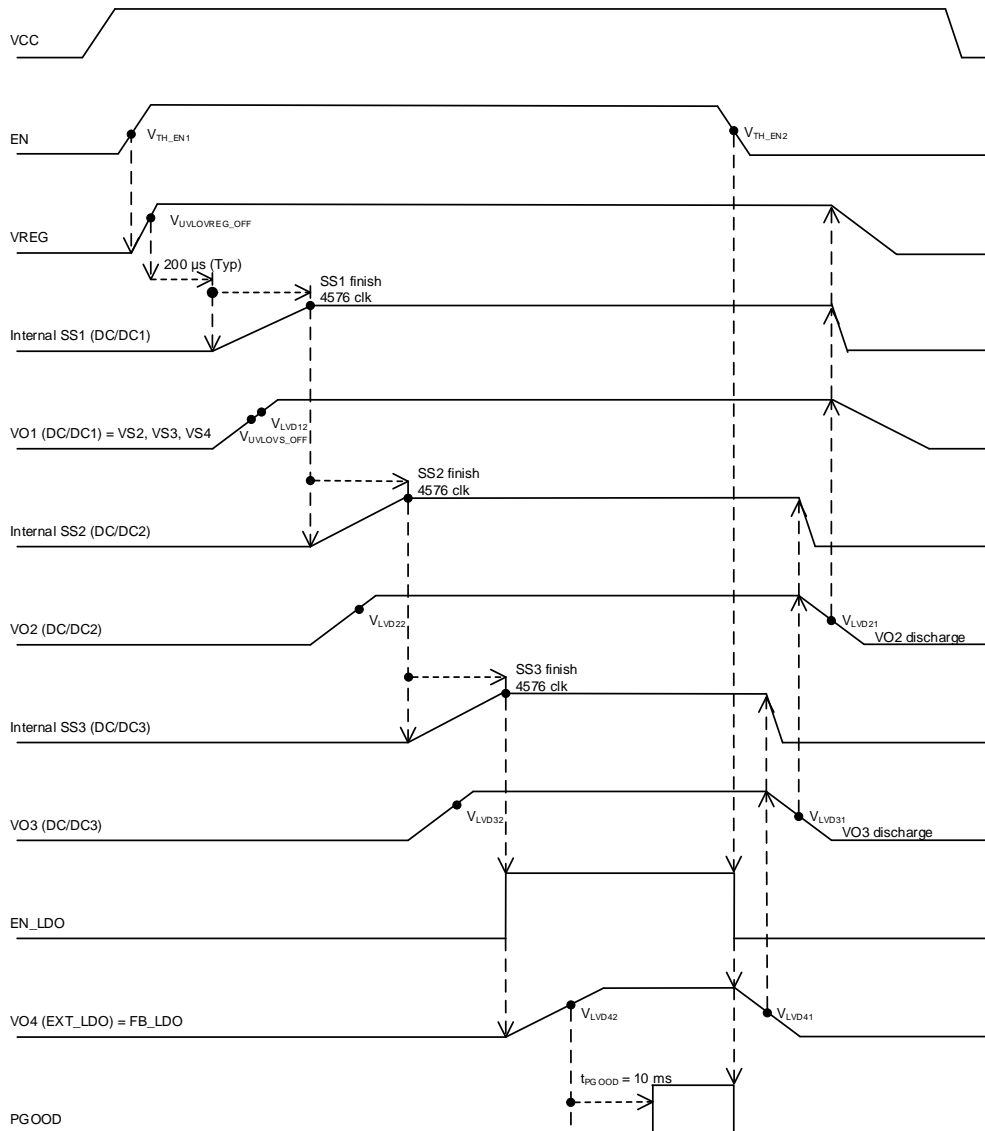 VCC
EN
VTH_EN1
VTH_EN2
VREG
VUVLOVREG_OFF
200 µs (Typ)
SS1 finish
4576 clk
Internal SS1 (DC/DC1)
VO1 (DC/DC1) = VS2, VS3, VS4
VLVD12
VUVLOVS_OFF
SS2 finish
4576 clk
Internal SS2 (DC/DC2)
VO2 (DC/DC2)
VLVD22
VLVD21
VO2 discharge
SS3 finish
4576 clk
Internal SS3 (DC/DC3)
VO3 (DC/DC3)
VLVD32
VLVD31
VO3 discharge
EN_LDO
VO4 (EXT_LDO) = FB_LDO
VLVD42
VLVD41
tPGOOD = 10 ms
PGOOD